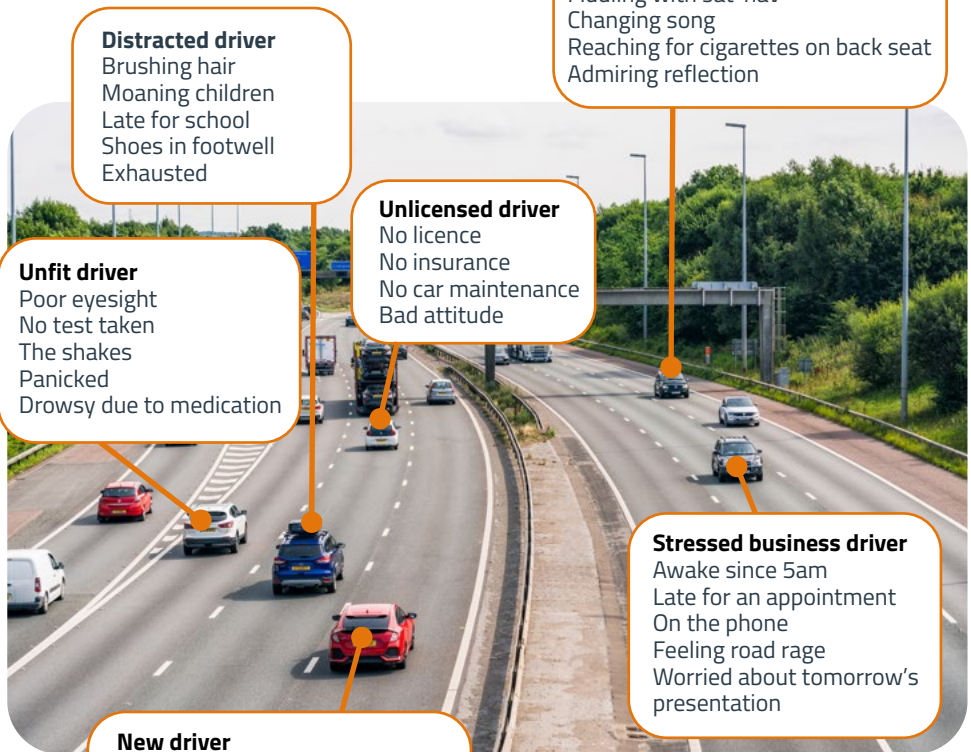 Changing song
Reaching for cigarettes on back seat
Admiring reflection
Distracted driver
Brushing hair
Moaning children
Late for school
Shoes in footwell
Exhausted
Unlicensed driver
No licence
No insurance
No car maintenance
Bad attitude
Unfit driver
Poor eyesight
No test taken
The shakes
Panicked
Drowsy due to medication
Stressed business driver
Awake since 5am
Late for an appointment
On the phone
Feeling road rage
Worried about tomorrow’s
presentation
New driver